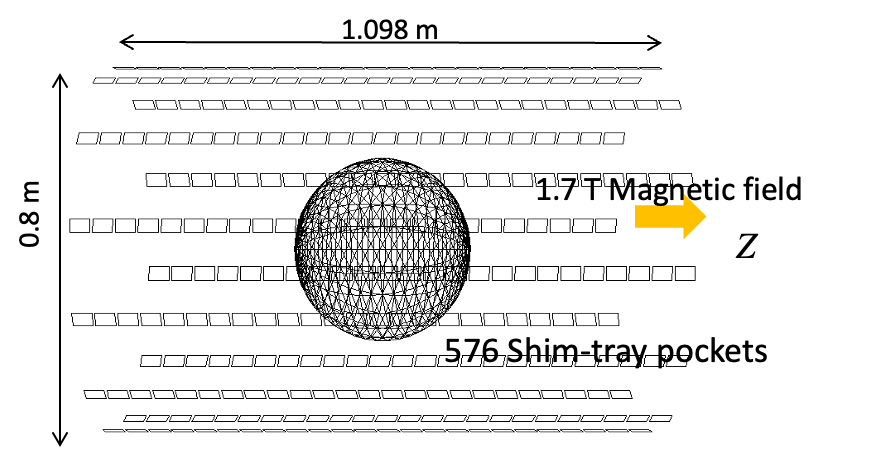 1.098 m
0.8 m
1.7 T Magnetic field
Z
576 Shim-tray pockets